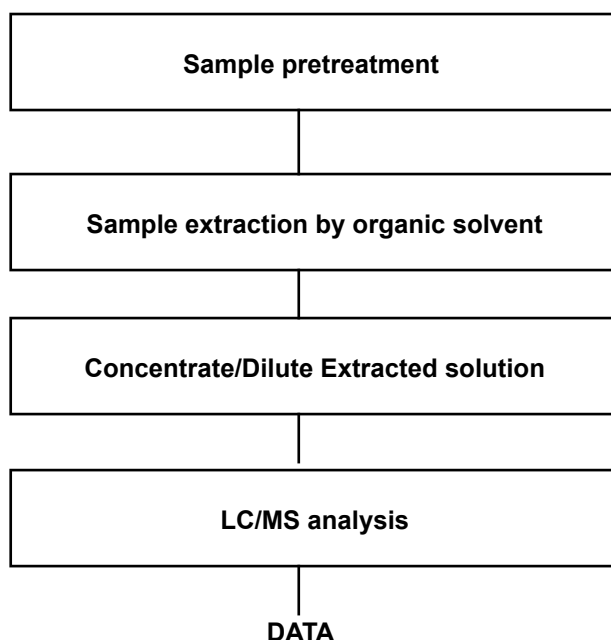 Sample pretreatment
Sample extraction by organic solvent
Concentrate/Dilute Extracted solution
LC/MS analysis
DATA